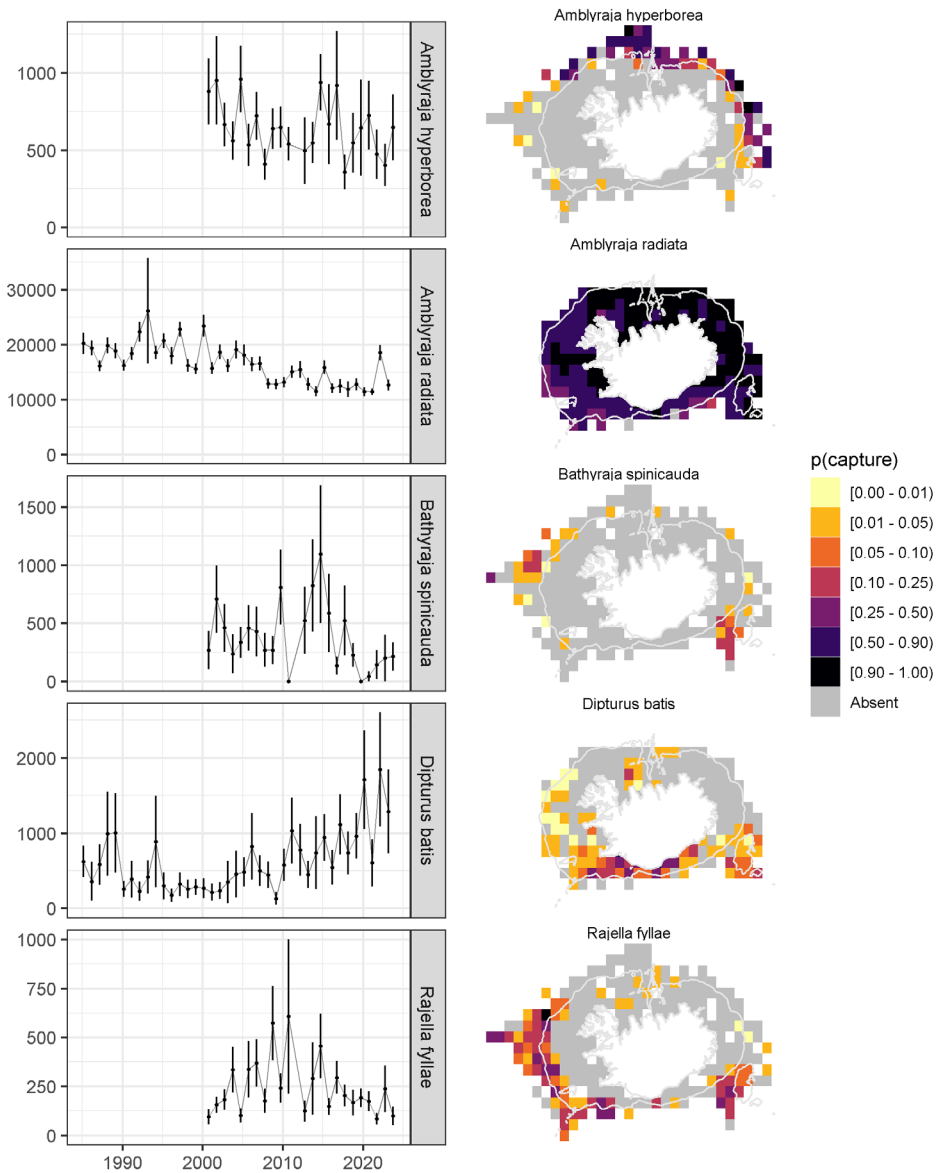 Amblyraja hyperborea
1000
500
0
Amblyraja hyperborea
Amblyraja radiata
30000
20000
10000
0
Amblyraja radiata
Bathyraja spinicauda
1500
1000
500
0
Bathyraja spinicauda
p(capture)
[0.00 - 0.01)
[0.01 - 0.05)
[0.05 - 0.10)
[0.10 - 0.25)
[0.25 - 0.50)
[0.50 - 0.90)
[0.90 - 1.00)
Absent
Dipturus batis
2000
1000
0
Dipturus batis
Rajella fyllae
1000
750
500
250
0
Rajella fyllae
1990 2000 2010 2020